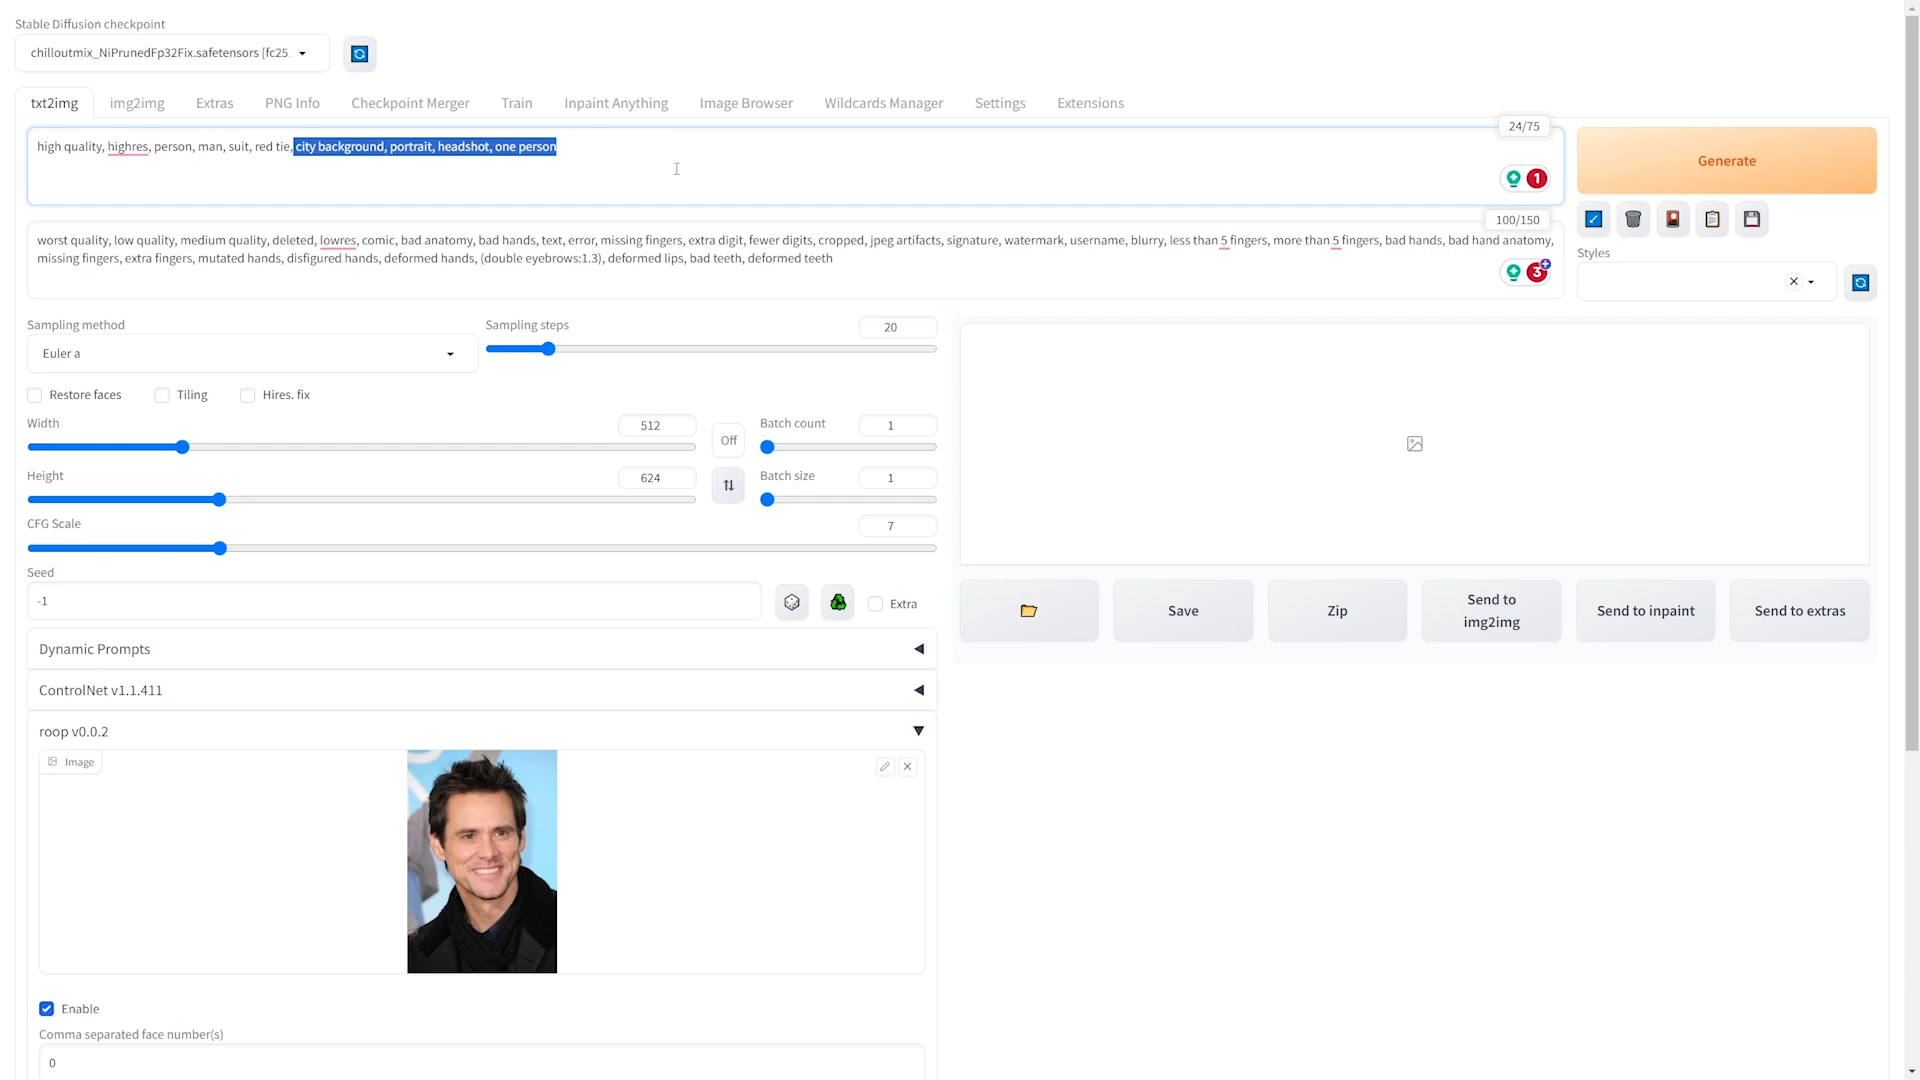 Stable Diffusion checkpoint
chilloutmix_NiPrunedFp32Fix.safetensors [fc25
txt2img img2img Extras PNG Info Checkpoint Merger Train Inpaint Anything Image Browser Wildcards Manager Settings Extensions
24/75
high quality, highres, person, man, suit, red tie, city background, portrait, headshot, one person
1
Generate
100/150
worst quality, low quality, medium quality, deleted, lowres, comic, bad anatomy, bad hands, text, error, missing fingers, extra digit, fewer digits, cropped, jpeg artifacts, signature, watermark, username, blurry, less than 5 fingers, more than 5 fingers, bad hands, bad hand anatomy,
missing fingers, extra fingers, mutated hands, disfigured hands, deformed hands, (double eyebrows:1.3), deformed lips, bad teeth, deformed teeth
3
Styles
Sampling method
Euler a
Sampling steps
20
Restore faces Tiling Hires. fix
Width
512
Off
Batch count
1
Height
624
Batch size
1
CFG Scale
7
Seed
-1
Extra
Save
Zip
Send to
img2img
Send to inpaint
Send to extras
Dynamic Prompts
ControlNet v1.1.411
roop v0.0.2
Image
Enable
Comma separated face number(s)
0